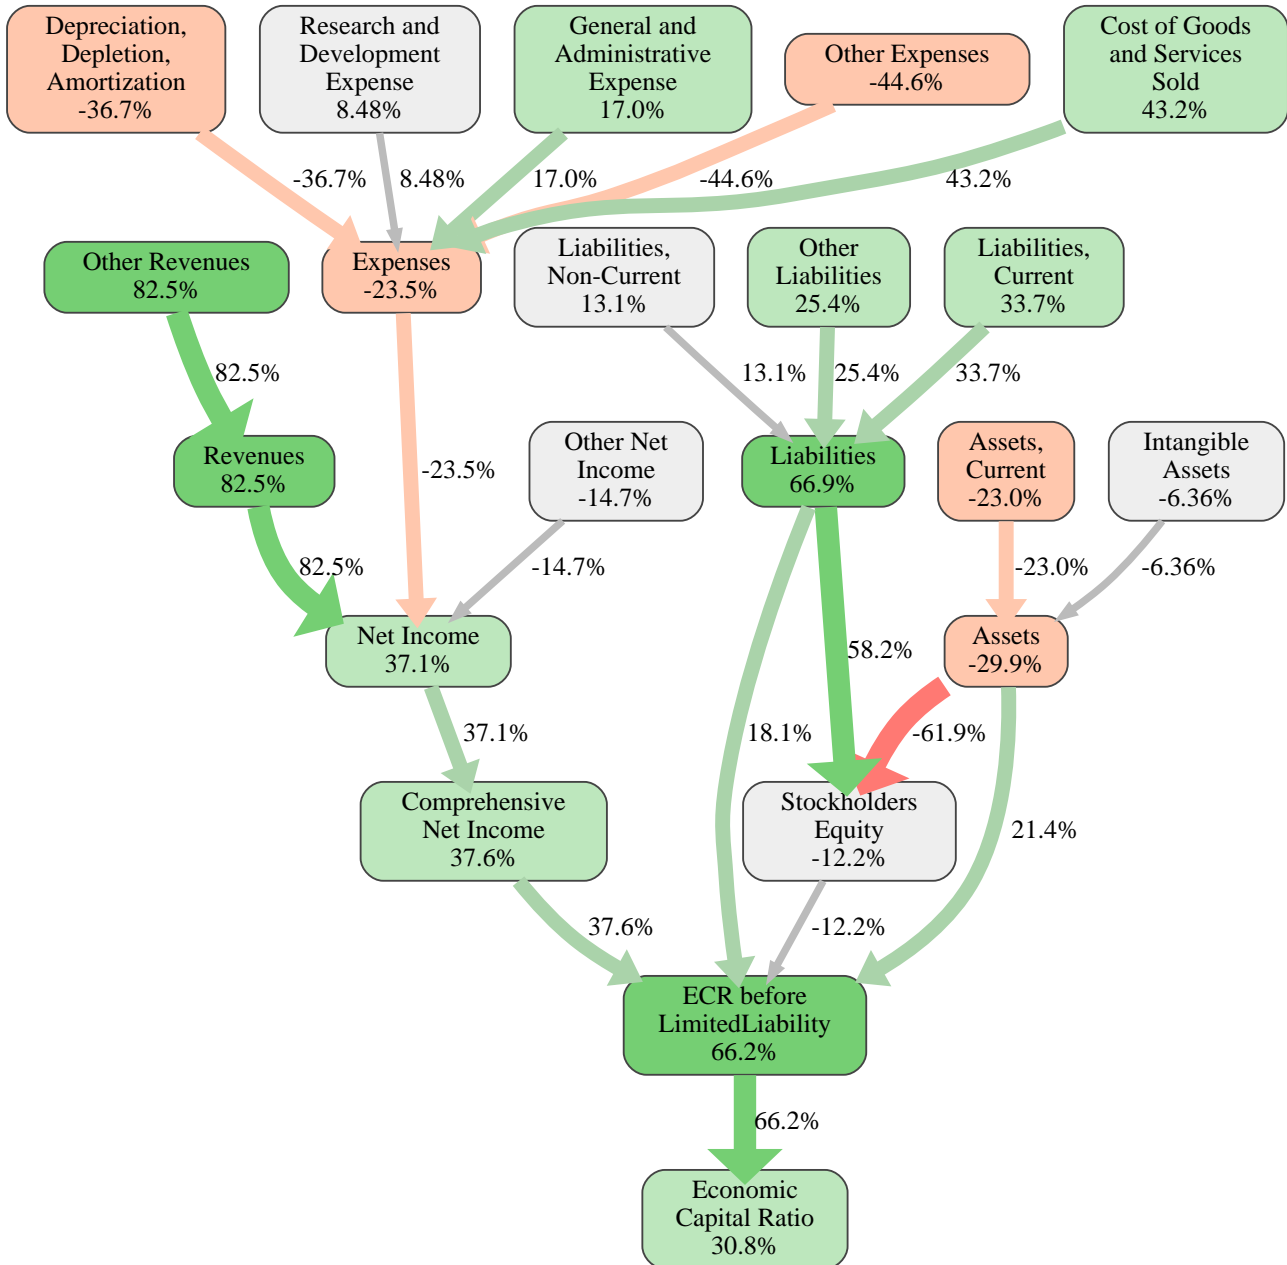 Depreciation,
Depletion,
Amortization
-36.7%
Research and
Development
Expense
8.48%
General and
Administrative
Expense
17.0%
Other Expenses
-44.6%
Cost of Goods
and Services
Sold
43.2%
-36.7%
8.48%
17.0%
-44.6%
43.2%
Other Revenues
82.5%
Expenses
-23.5%
Liabilities,
Non-Current
13.1%
Other
Liabilities
25.4%
Liabilities,
Current
33.7%
82.5%
13.1%
25.4%
33.7%
Revenues
82.5%
-23.5%
Other Net
Income
-14.7%
Liabilities
66.9%
Assets,
Current
-23.0%
Intangible
Assets
-6.36%
82.5%
-14.7%
-23.0%
-6.36%
Net Income
37.1%
58.2%
Assets
-29.9%
37.1%
18.1%
-61.9%
Comprehensive
Net Income
37.6%
Stockholders
Equity
-12.2%
21.4%
37.6%
-12.2%
ECR before
LimitedLiability
66.2%
66.2%
Economic
Capital Ratio
30.8%